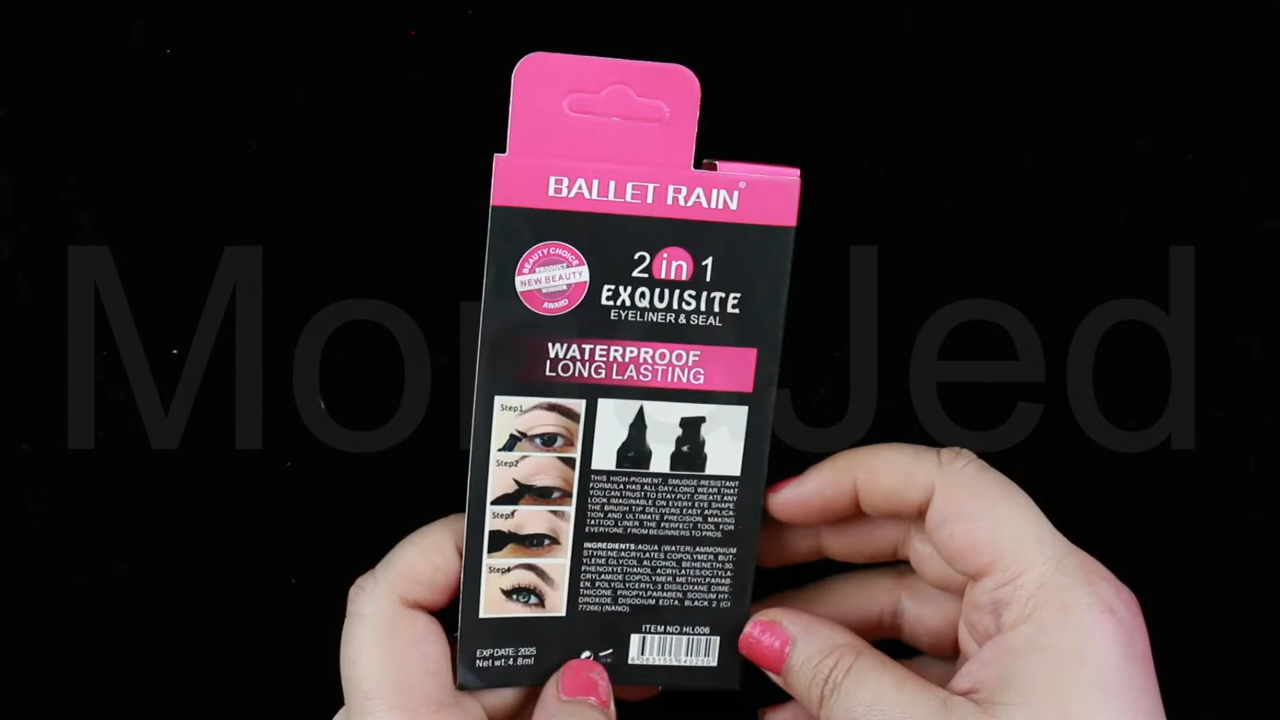 BALLET RAIN®
BEAUTY CHOICE
PRODUCT
NEW BEAUTY
WINNER
AWARD
2 in 1
EXQUISITE
EYELINER & SEAL
WATERPROOF
LONG LASTING
Step1
Step2
Step3
Step4
THIS HIGH-PIGMENT, SMUDGE-RESISTANT
FORMULA HAS ALL-DAY-LONG WEAR THAT
YOU CAN TRUST TO STAY PUT. CREATE ANY
LOOK IMAGINABLE ON EVERY EYE SHAPE.
THE BRUSH TIP DELIVERS EASY APPLICA-
TION AND ULTIMATE PRECISION. MAKING
TATTOO LINER THE PERFECT TOOL FOR
EVERYONE, FROM BEGINNERS TO PROS.
INGREDIENTS:AQUA (WATER),AMMONIUM
STYRENE/ACRYLATES COPOLYMER, BUT-
YLENE GLYCOL, ALCOHOL, BEHENETH-30,
PHENOXYETHANOL, ACRYLATES/OCTYLA-
CRYLAMIDE COPOLYMER, METHYLPARAB-
EN, POLYGLYCERYL-3 DISILOXANE DIME-
THICONE, PROPYLPARABEN, SODIUM HY-
DROXIDE, DISODIUM EDTA, BLACK 2 (CI
77266) (NANO).
ITEM NO:HL006
EXP DATE: 2025
Net wt:4.8ml
6 363155 640250
Jed